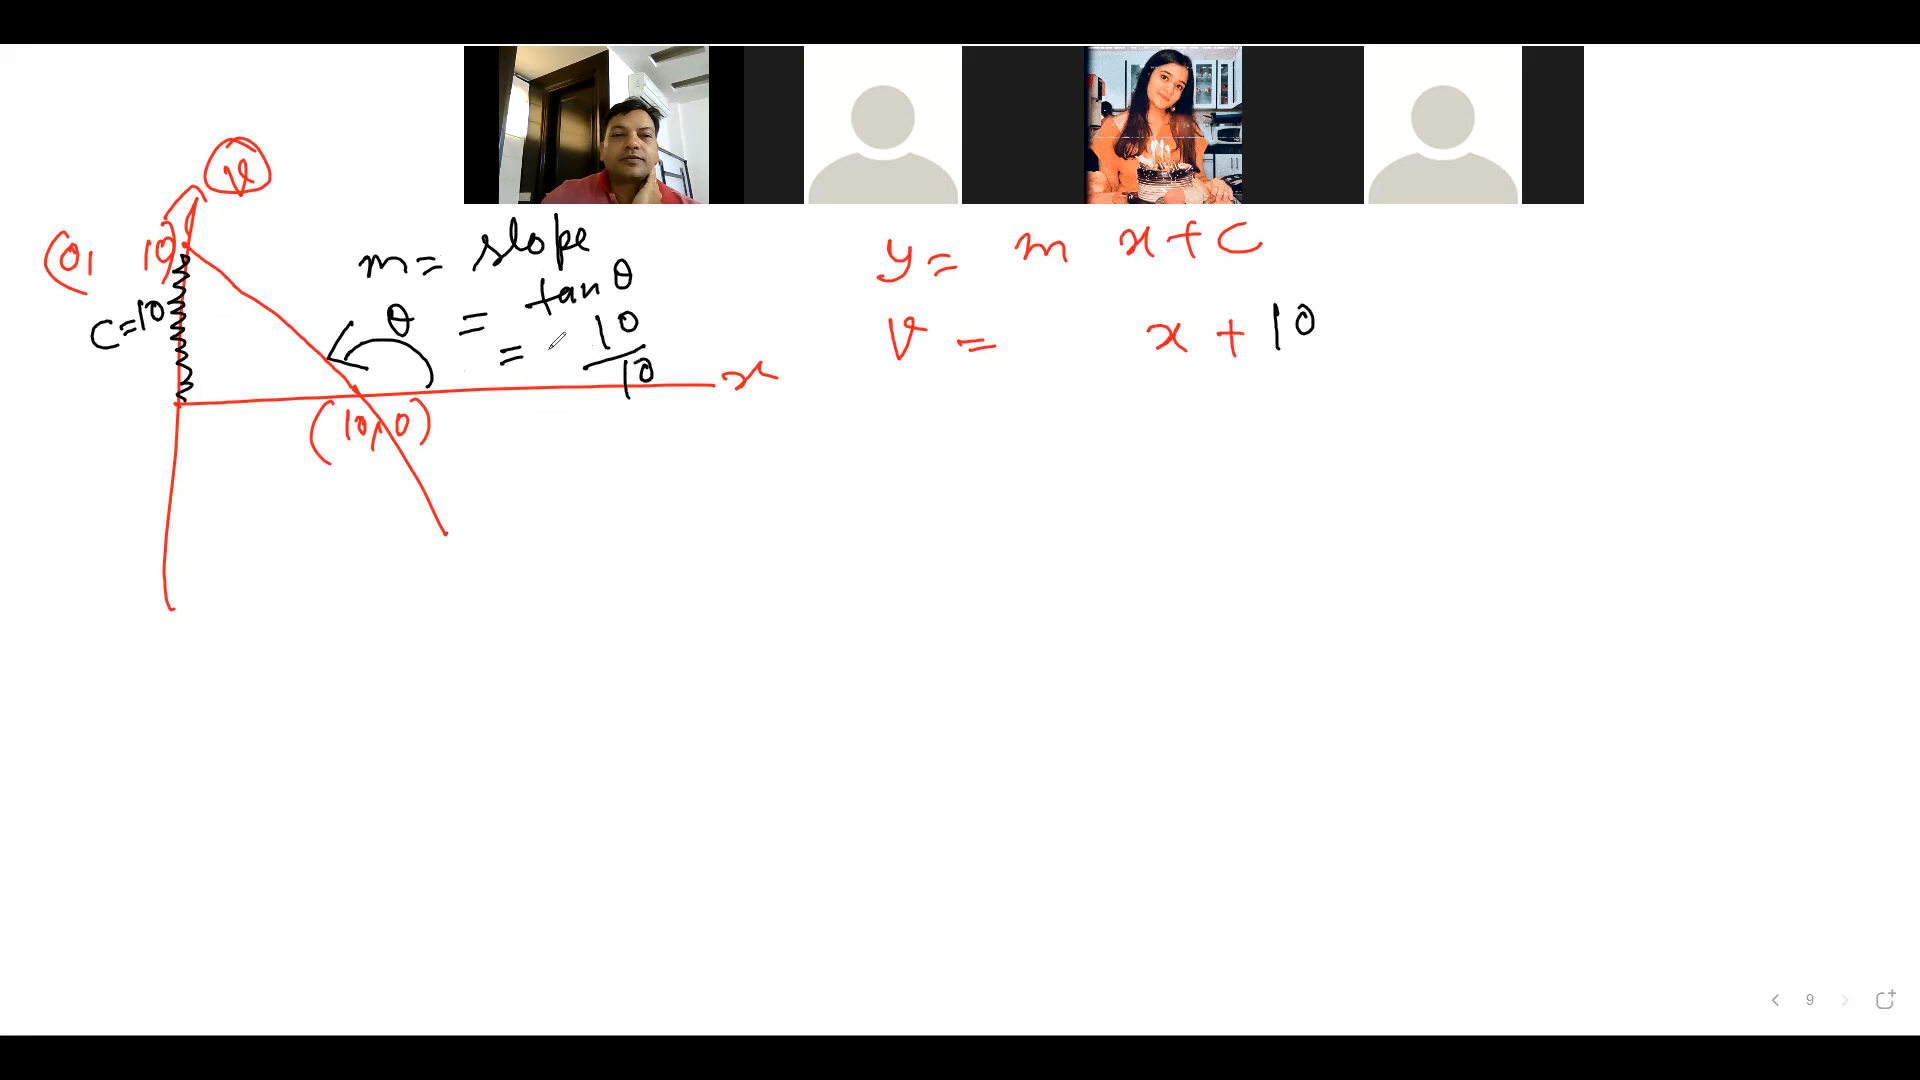 v
(0, 10)
C=10
m = slope
θ = tan θ
= 10/10
x
(10, 0)
y = m x + c
v = x + 10
9